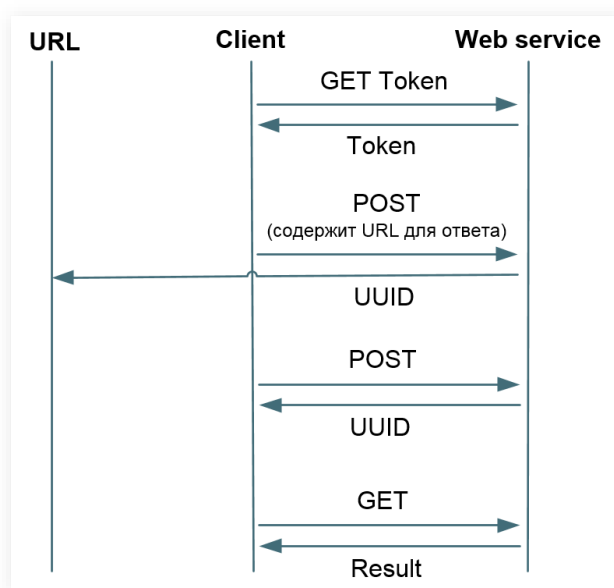 URL Client Web service
GET Token
Token
POST
(содержит URL для ответа)
UUID
POST
UUID
GET
Result